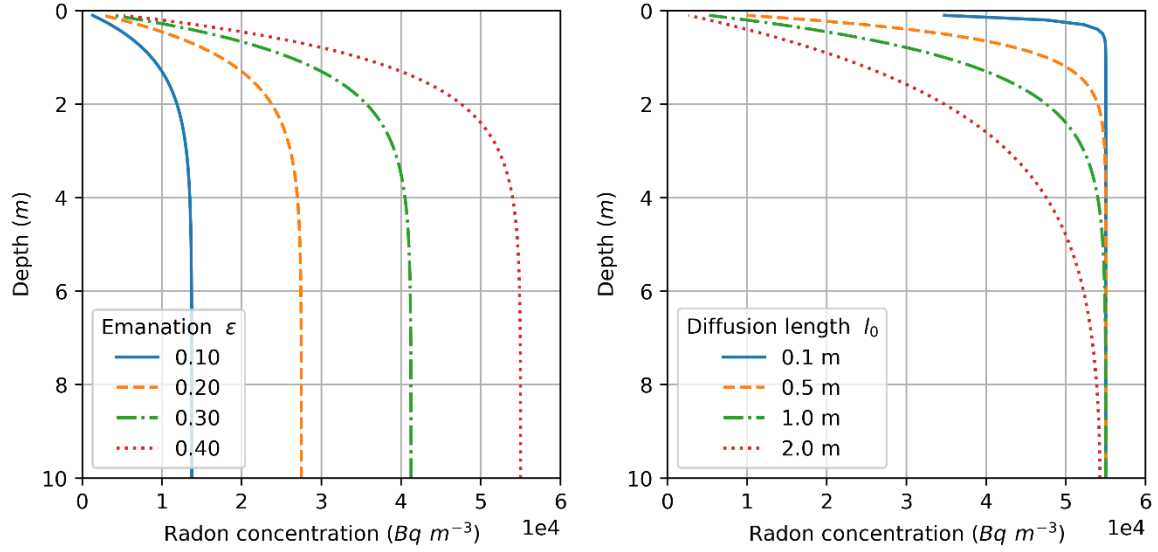 0
2
4
6
8
10
Depth (m)
Emanation ε
0.10
0.20
0.30
0.40
0 1 2 3 4 5 6
1e4
Radon concentration (Bq m⁻³)
0
2
4
6
8
10
Depth (m)
Diffusion length l₀
0.1 m
0.5 m
1.0 m
2.0 m
0 1 2 3 4 5 6
1e4
Radon concentration (Bq m⁻³)